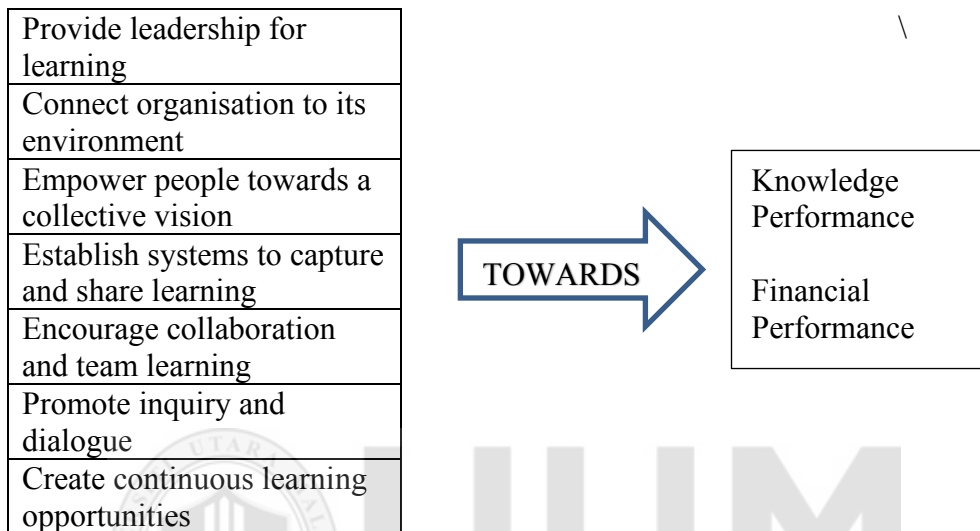 Provide leadership for
learning
Connect organisation to its
environment
Empower people towards a
collective vision
Establish systems to capture
and share learning
Encourage collaboration
and team learning
Promote inquiry and
dialogue
Create continuous learning
opportunities
\
TOWARDS
Knowledge
Performance
Financial
Performance
UTARA
UUM